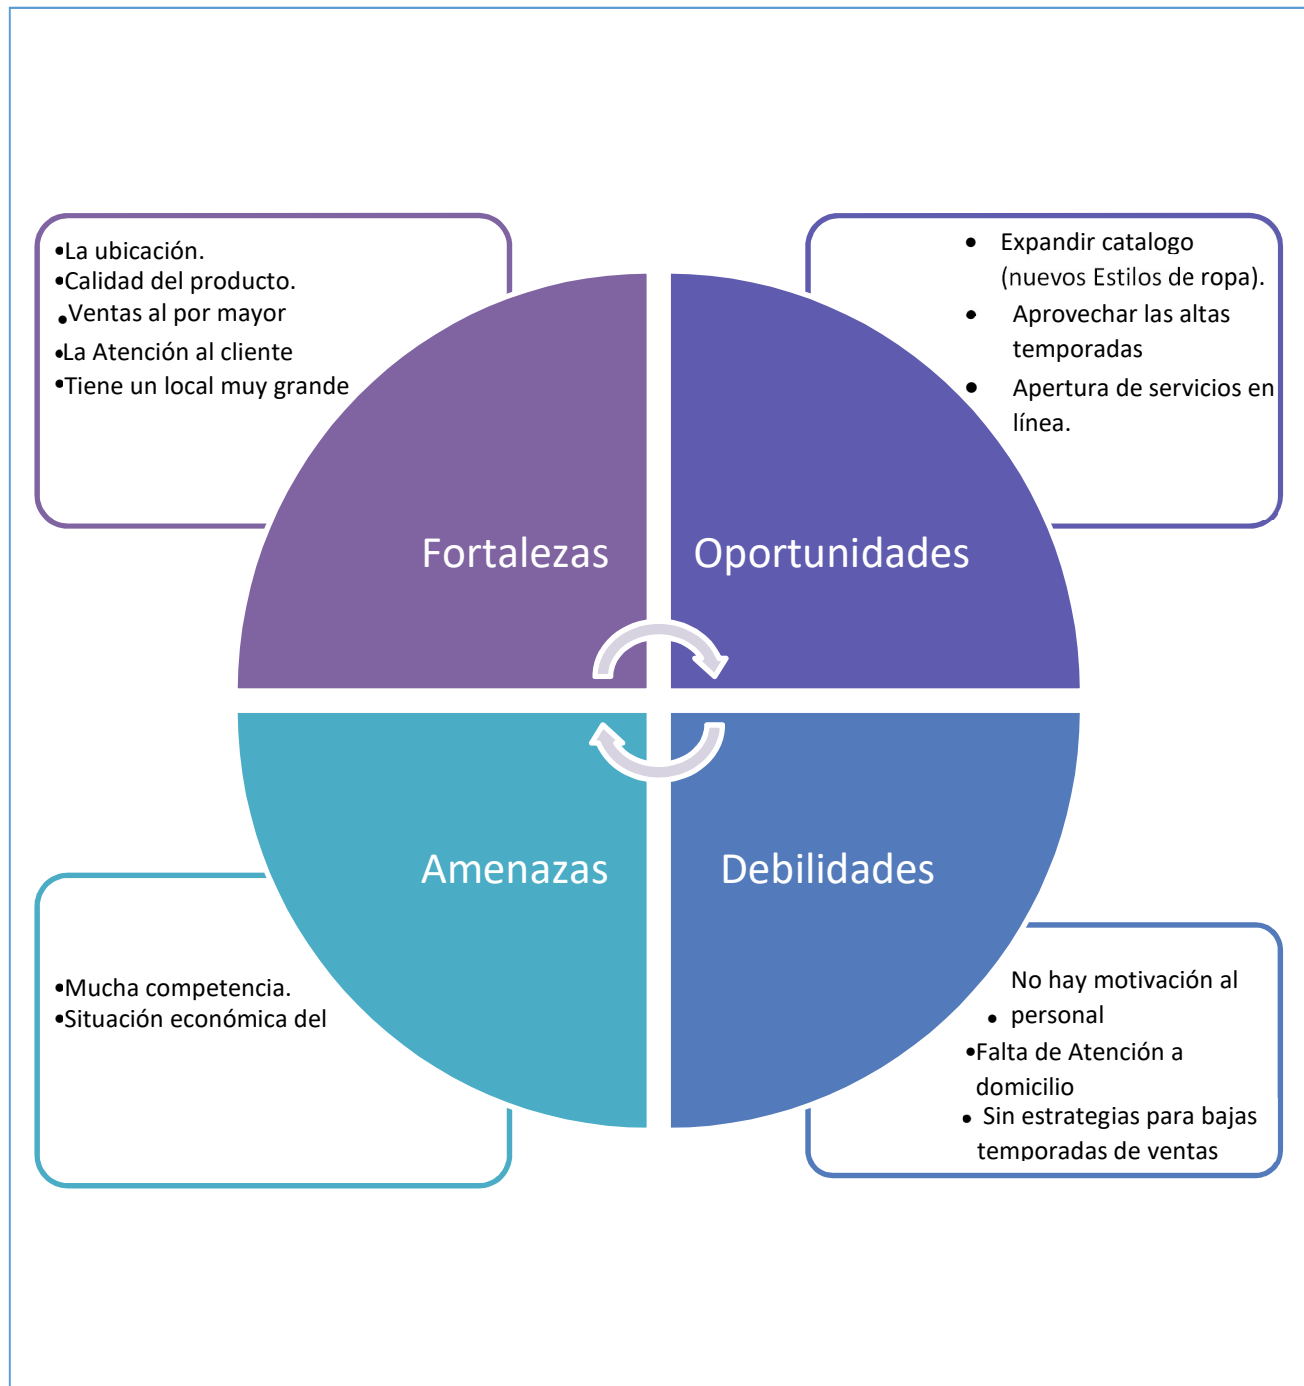 •La ubicación.
•Calidad del producto.
•Ventas al por mayor
•La Atención al cliente
•Tiene un local muy grande
• Expandir catalogo
(nuevos Estilos de ropa).
• Aprovechar las altas
temporadas
• Apertura de servicios en
línea.
Fortalezas
Oportunidades
Amenazas
Debilidades
•Mucha competencia.
•Situación económica del
No hay motivación al
• personal
•Falta de Atención a
domicilio
• Sin estrategias para bajas
temporadas de ventas